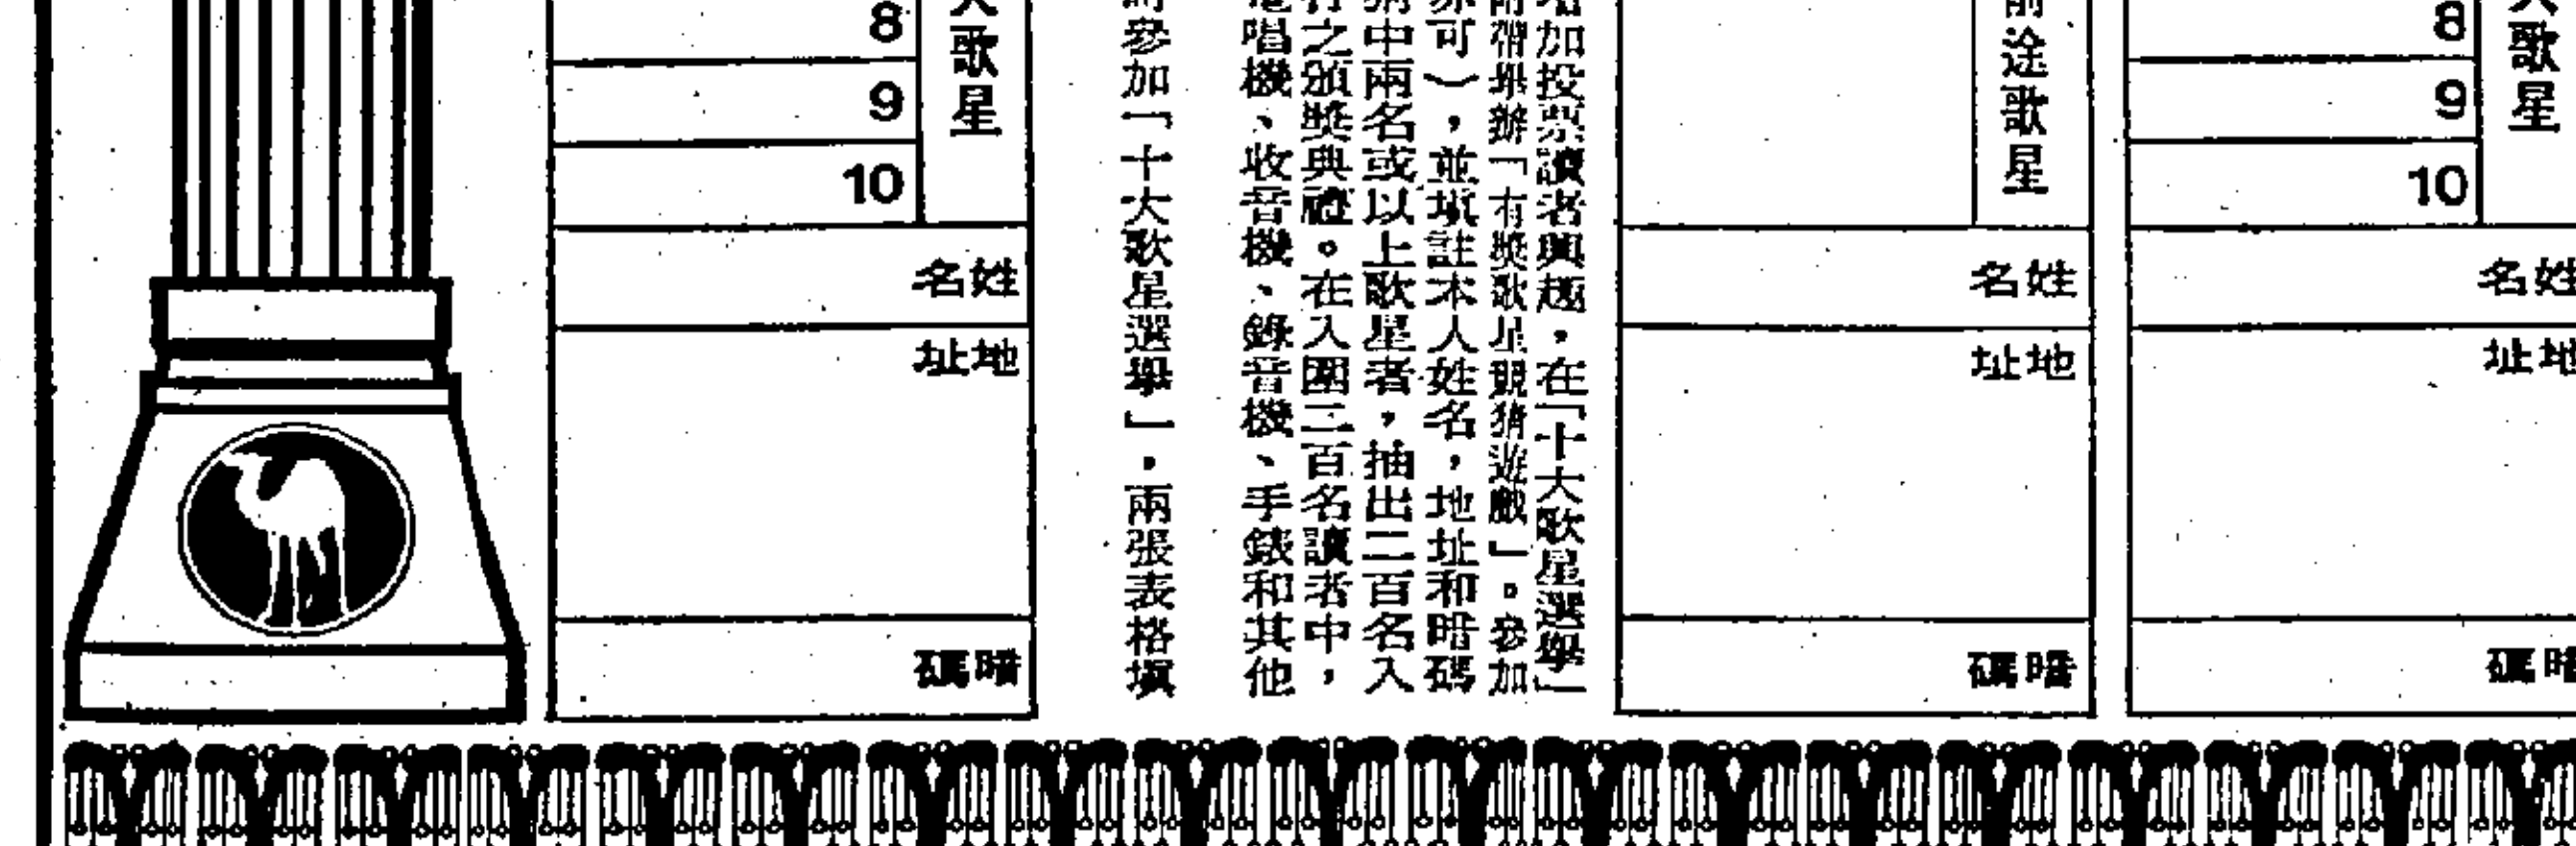 歌星
8
9
10
姓名
地址
暗碼
前途歌星
姓名
地址
暗碼
加投票讀者興趣,在「十大歌星選舉」
附帶舉辦「有獎歌星競猜遊戲」。參加
亦可),並填註本人姓名,地址和暗碼
猜中兩名或以上歌星者,抽出三百名入
行之頒獎典禮。在入圍三百名讀者中,
唱機、收音機、錄音機、手錶和其他
參加「十大歌星選舉」,兩張表格填
大歌星
8
9
10
姓名
地址
暗碼